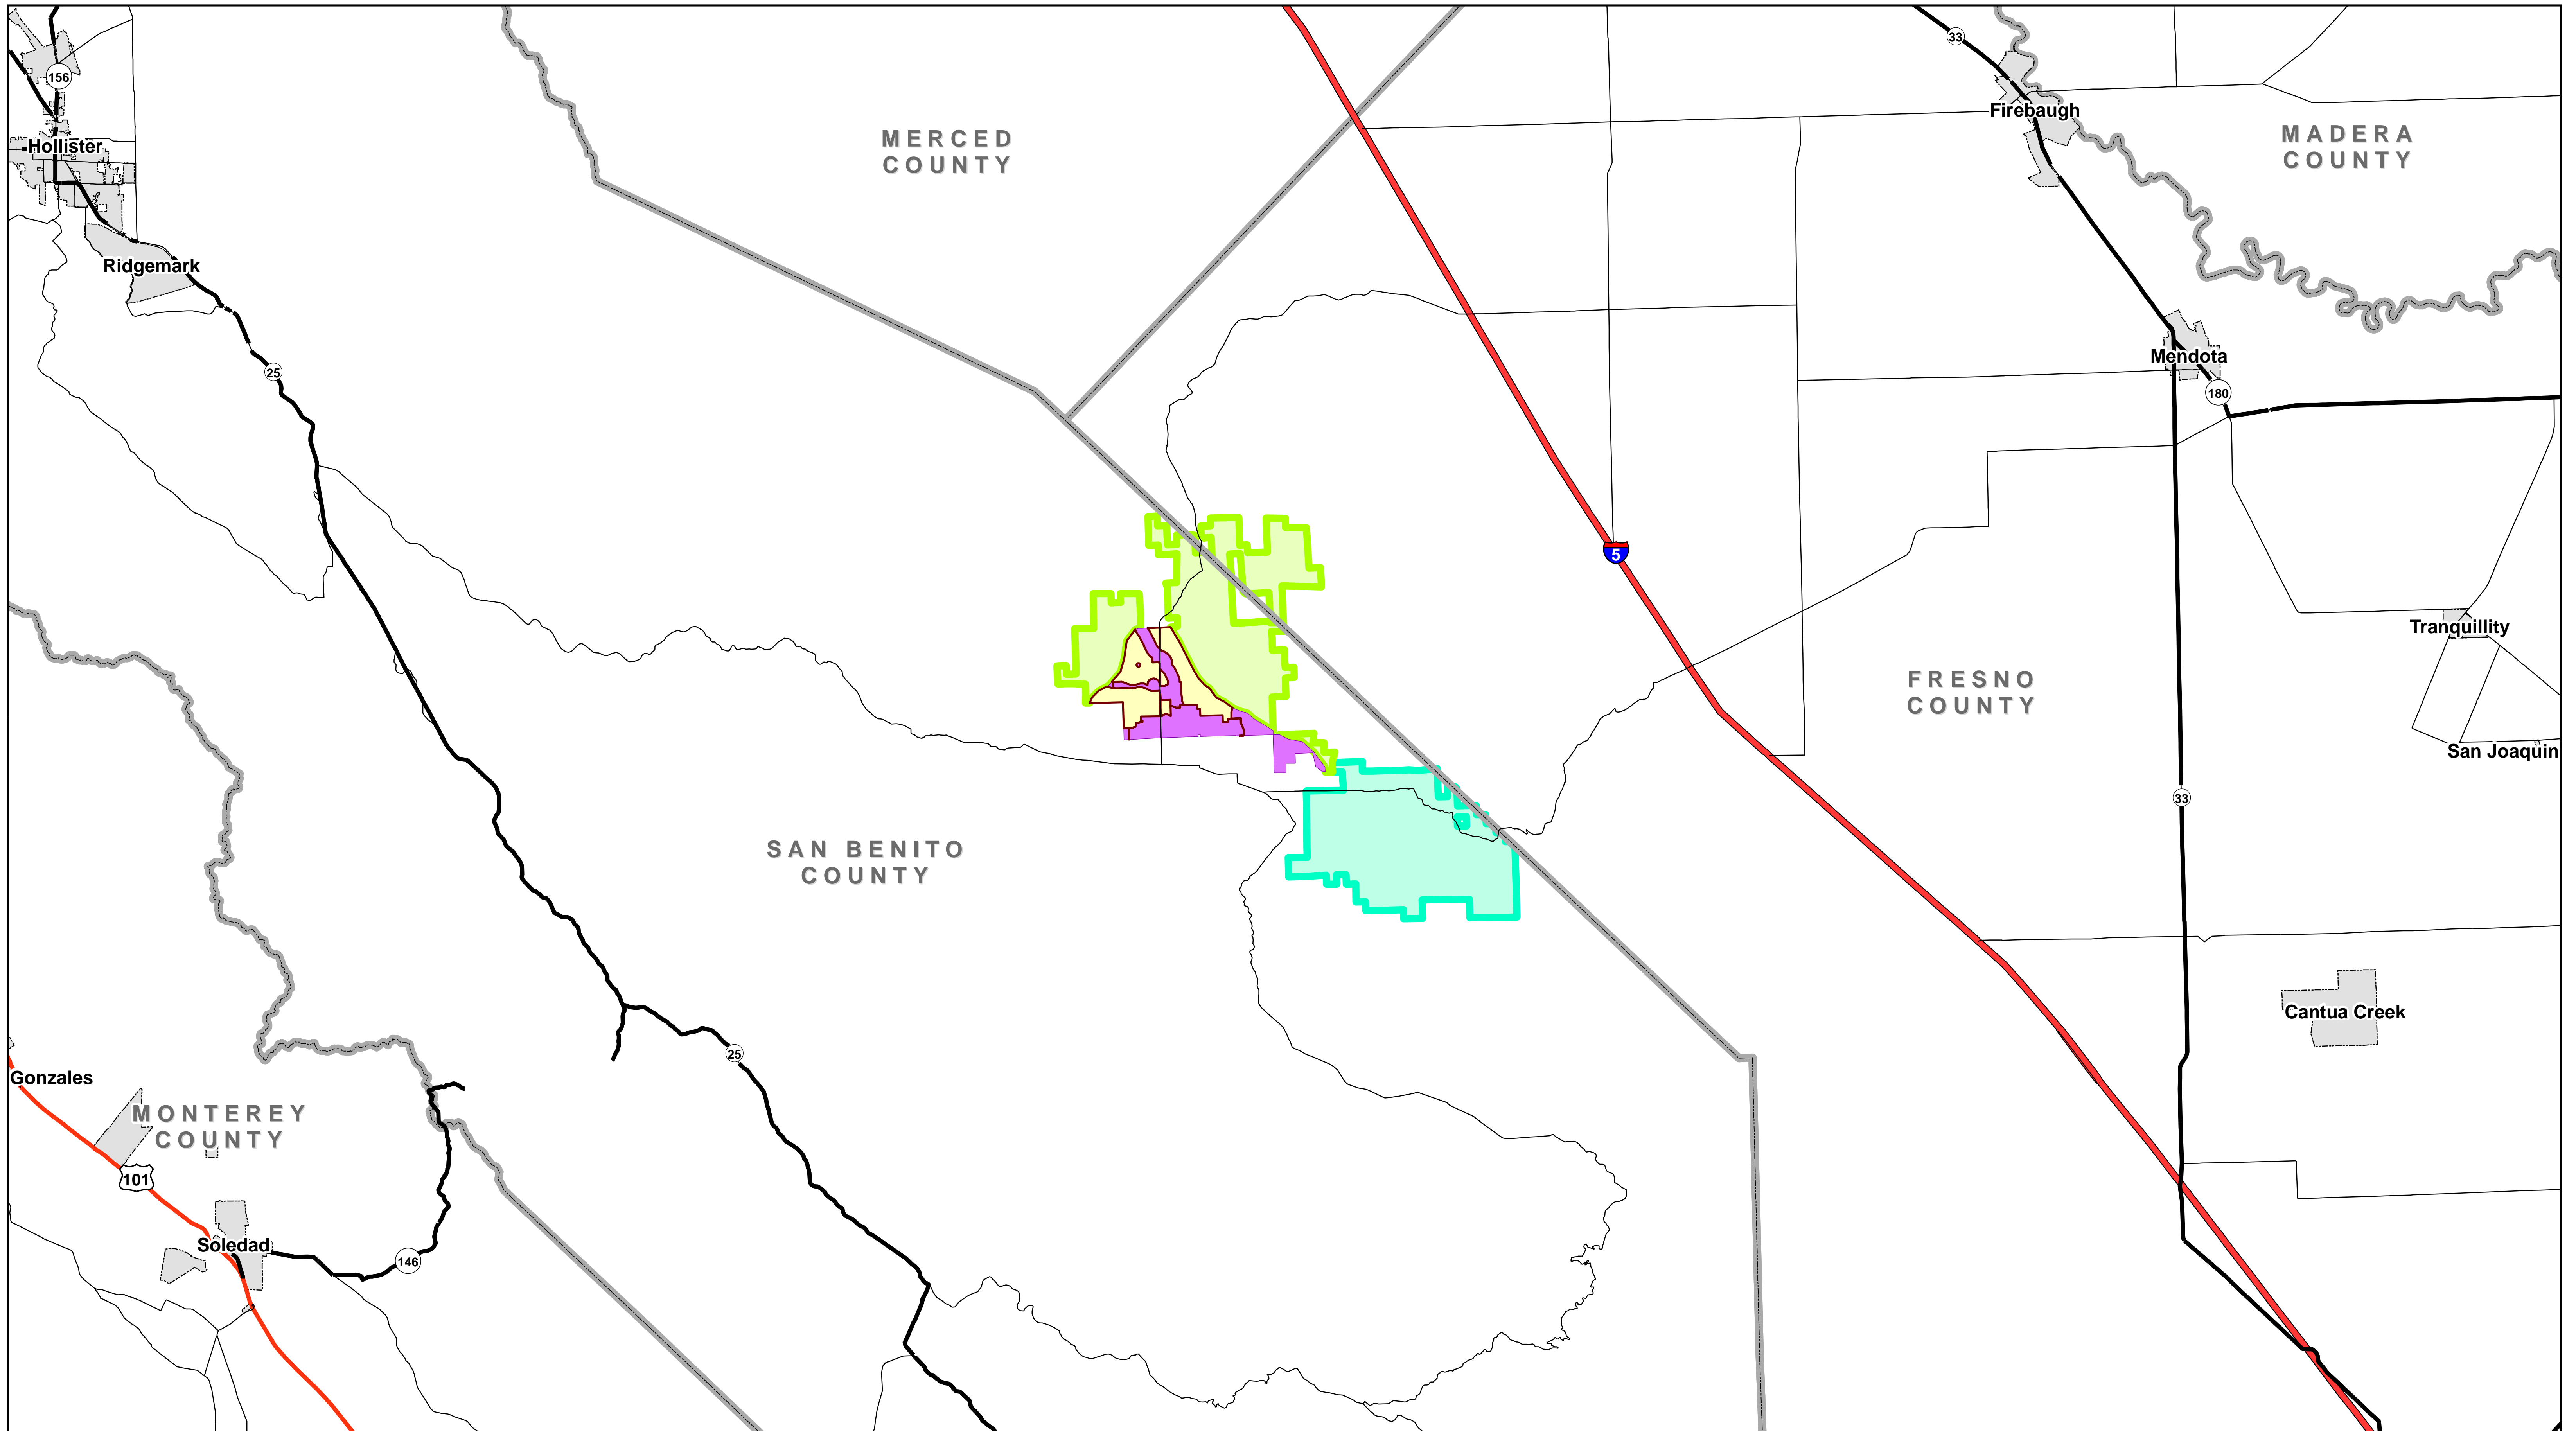 33
156
Firebaugh
MERCED
COUNTY
MADERA
COUNTY
Hollister
Ridgemark
Mendota
25
180
5
Tranquillity
FRESNO
COUNTY
San Joaquin
33
SAN BENITO
COUNTY
Cantua Creek
25
Gonzales
MONTEREY
COUNTY
101
Soledad
146